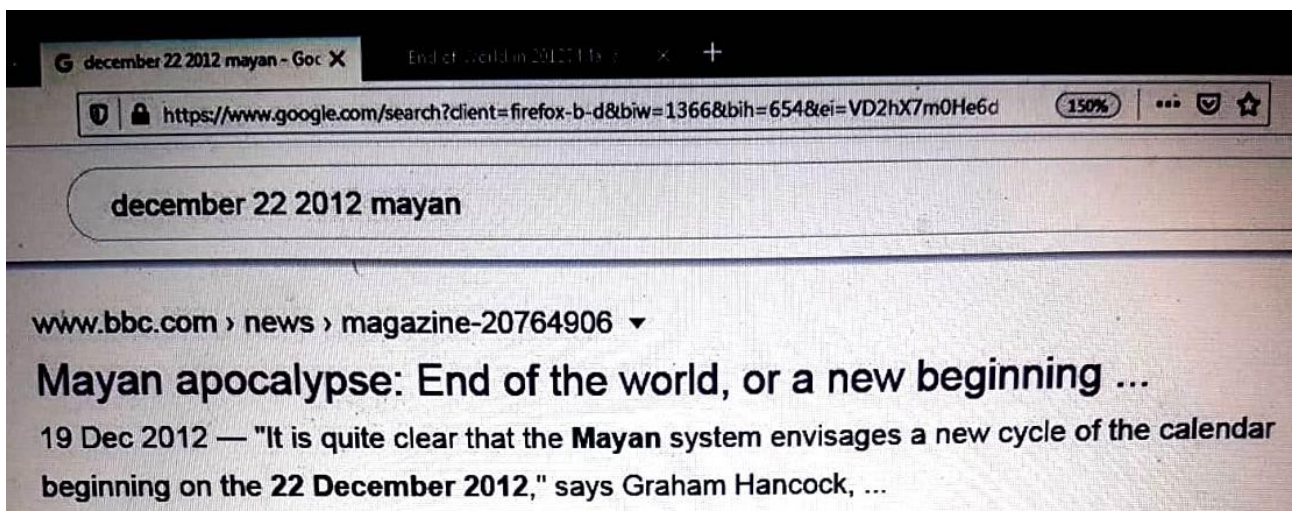 G december 22 2012 mayan - Goo
https://www.google.com/search?client=firefox-b-d&biw=1366&bih=654&ei=VD2hX7m0He6d 150%
december 22 2012 mayan
www.bbc.com › news › magazine-20764906
Mayan apocalypse: End of the world, or a new beginning ...
19 Dec 2012 — "It is quite clear that the Mayan system envisages a new cycle of the calendar
beginning on the 22 December 2012," says Graham Hancock, ...